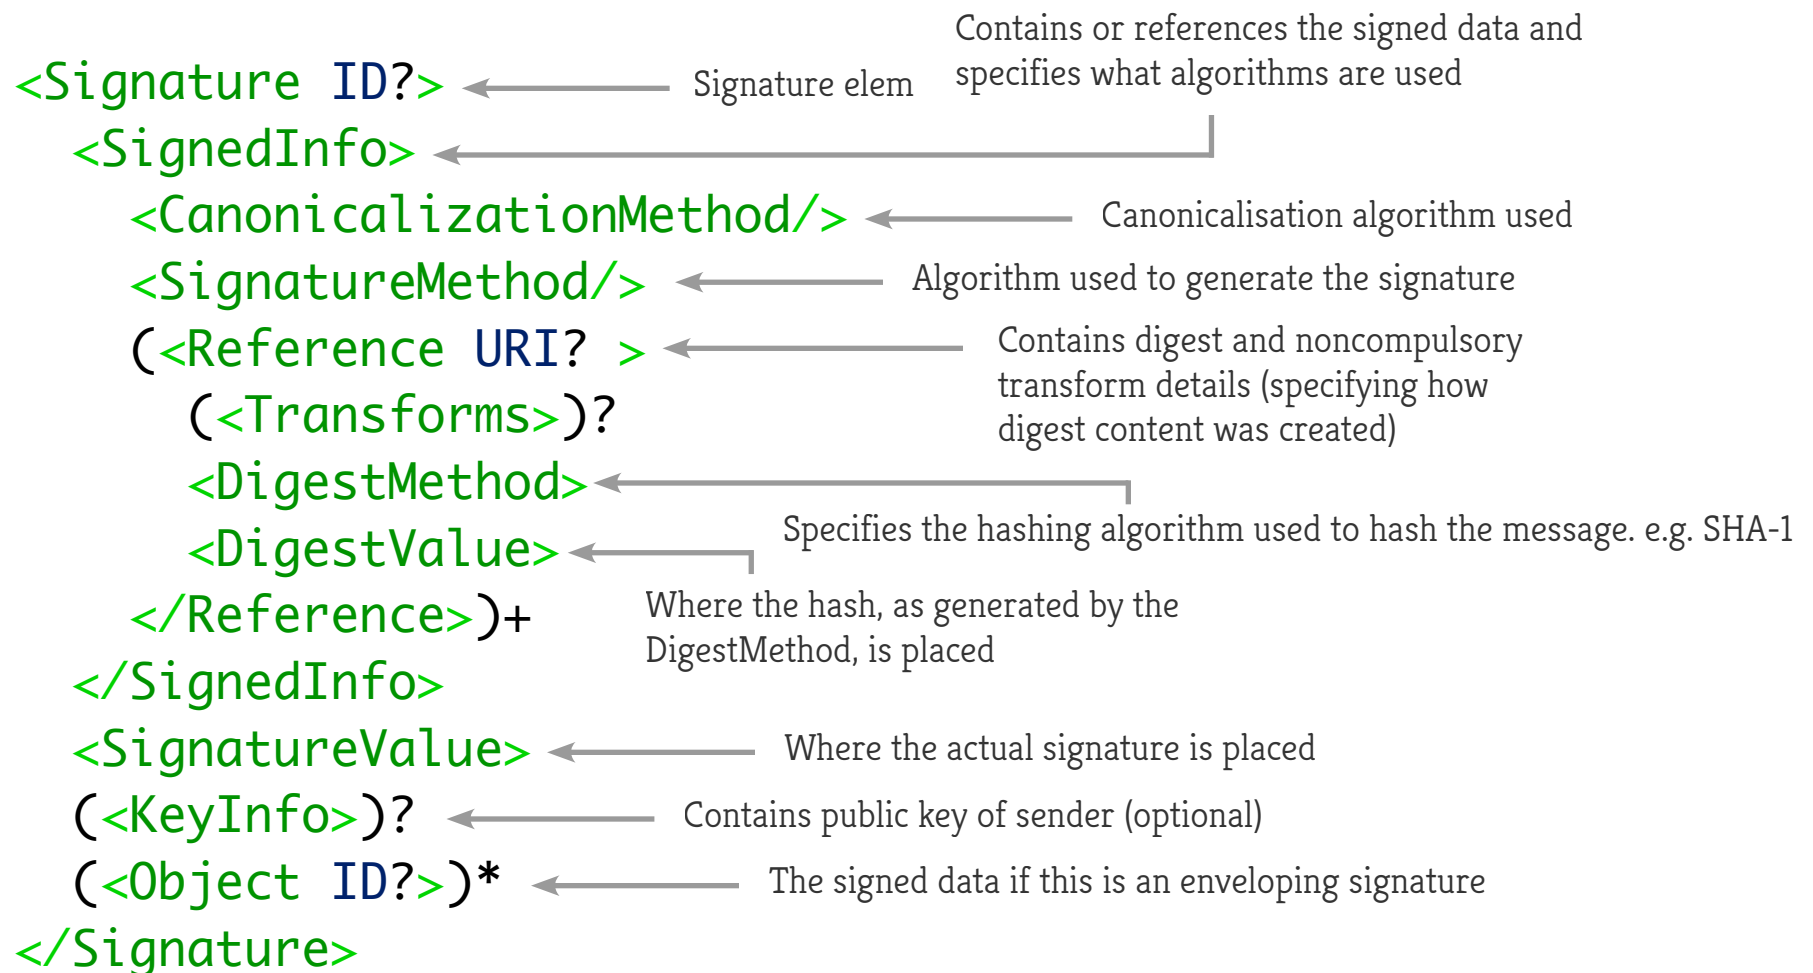 Contains or references the signed data and
specifies what algorithms are used
<Signature ID?>
Signature elem
<SignedInfo>
<CanonicalizationMethod/>
Canonicalisation algorithm used
<SignatureMethod/>
Algorithm used to generate the signature
(<Reference URI? >
Contains digest and noncompulsory
transform details (specifying how
digest content was created)
(<Transforms>)?
<DigestMethod>
Specifies the hashing algorithm used to hash the message. e.g. SHA-1
<DigestValue>
Where the hash, as generated by the
DigestMethod, is placed
</Reference>)+
</SignedInfo>
<SignatureValue>
Where the actual signature is placed
(<KeyInfo>)?
Contains public key of sender (optional)
(<Object ID?>)*
The signed data if this is an enveloping signature
</Signature>